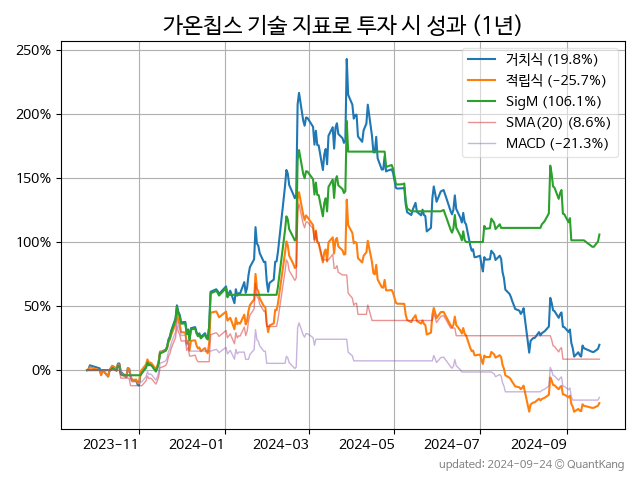 가온칩스 기술 지표로 투자 시 성과 (1년)
250%
200%
150%
100%
50%
0%
거치식 (19.8%)
적립식 (−25.7%)
SigM (106.1%)
SMA(20) (8.6%)
MACD (−21.3%)
2023-11
2024-01
2024-03
2024-05
2024-07
2024-09
updated: 2024-09-24 © QuantKang